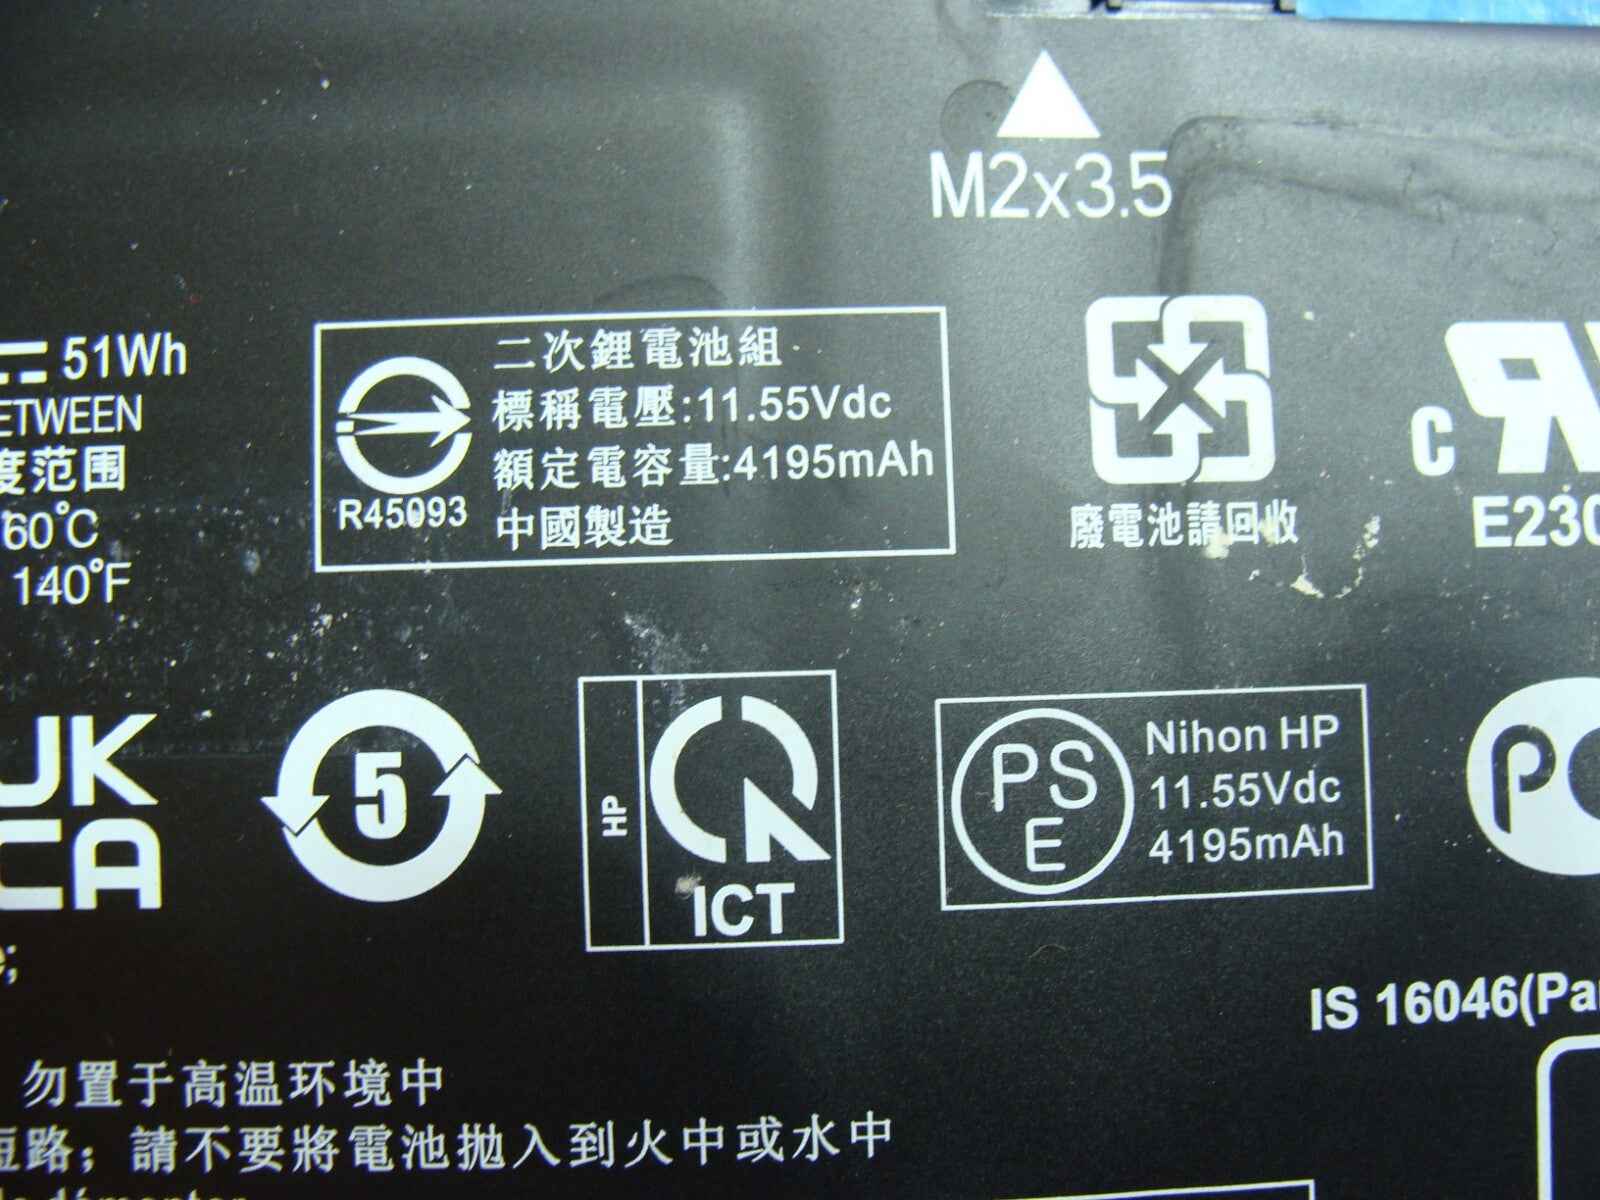 M2x3.5
51Wh
二次鋰電池組
標稱電壓:11.55Vdc
額定電容量:4195mAh
中國製造
R45093
廢電池請回收
度范围
60°C
140°F
C
5
HP
ICT
PS
E
Nihon HP
11.55Vdc
4195mAh
UK
CA
IS 16046
勿置于高温环境中
短路；請不要將電池拋入到火中或水中